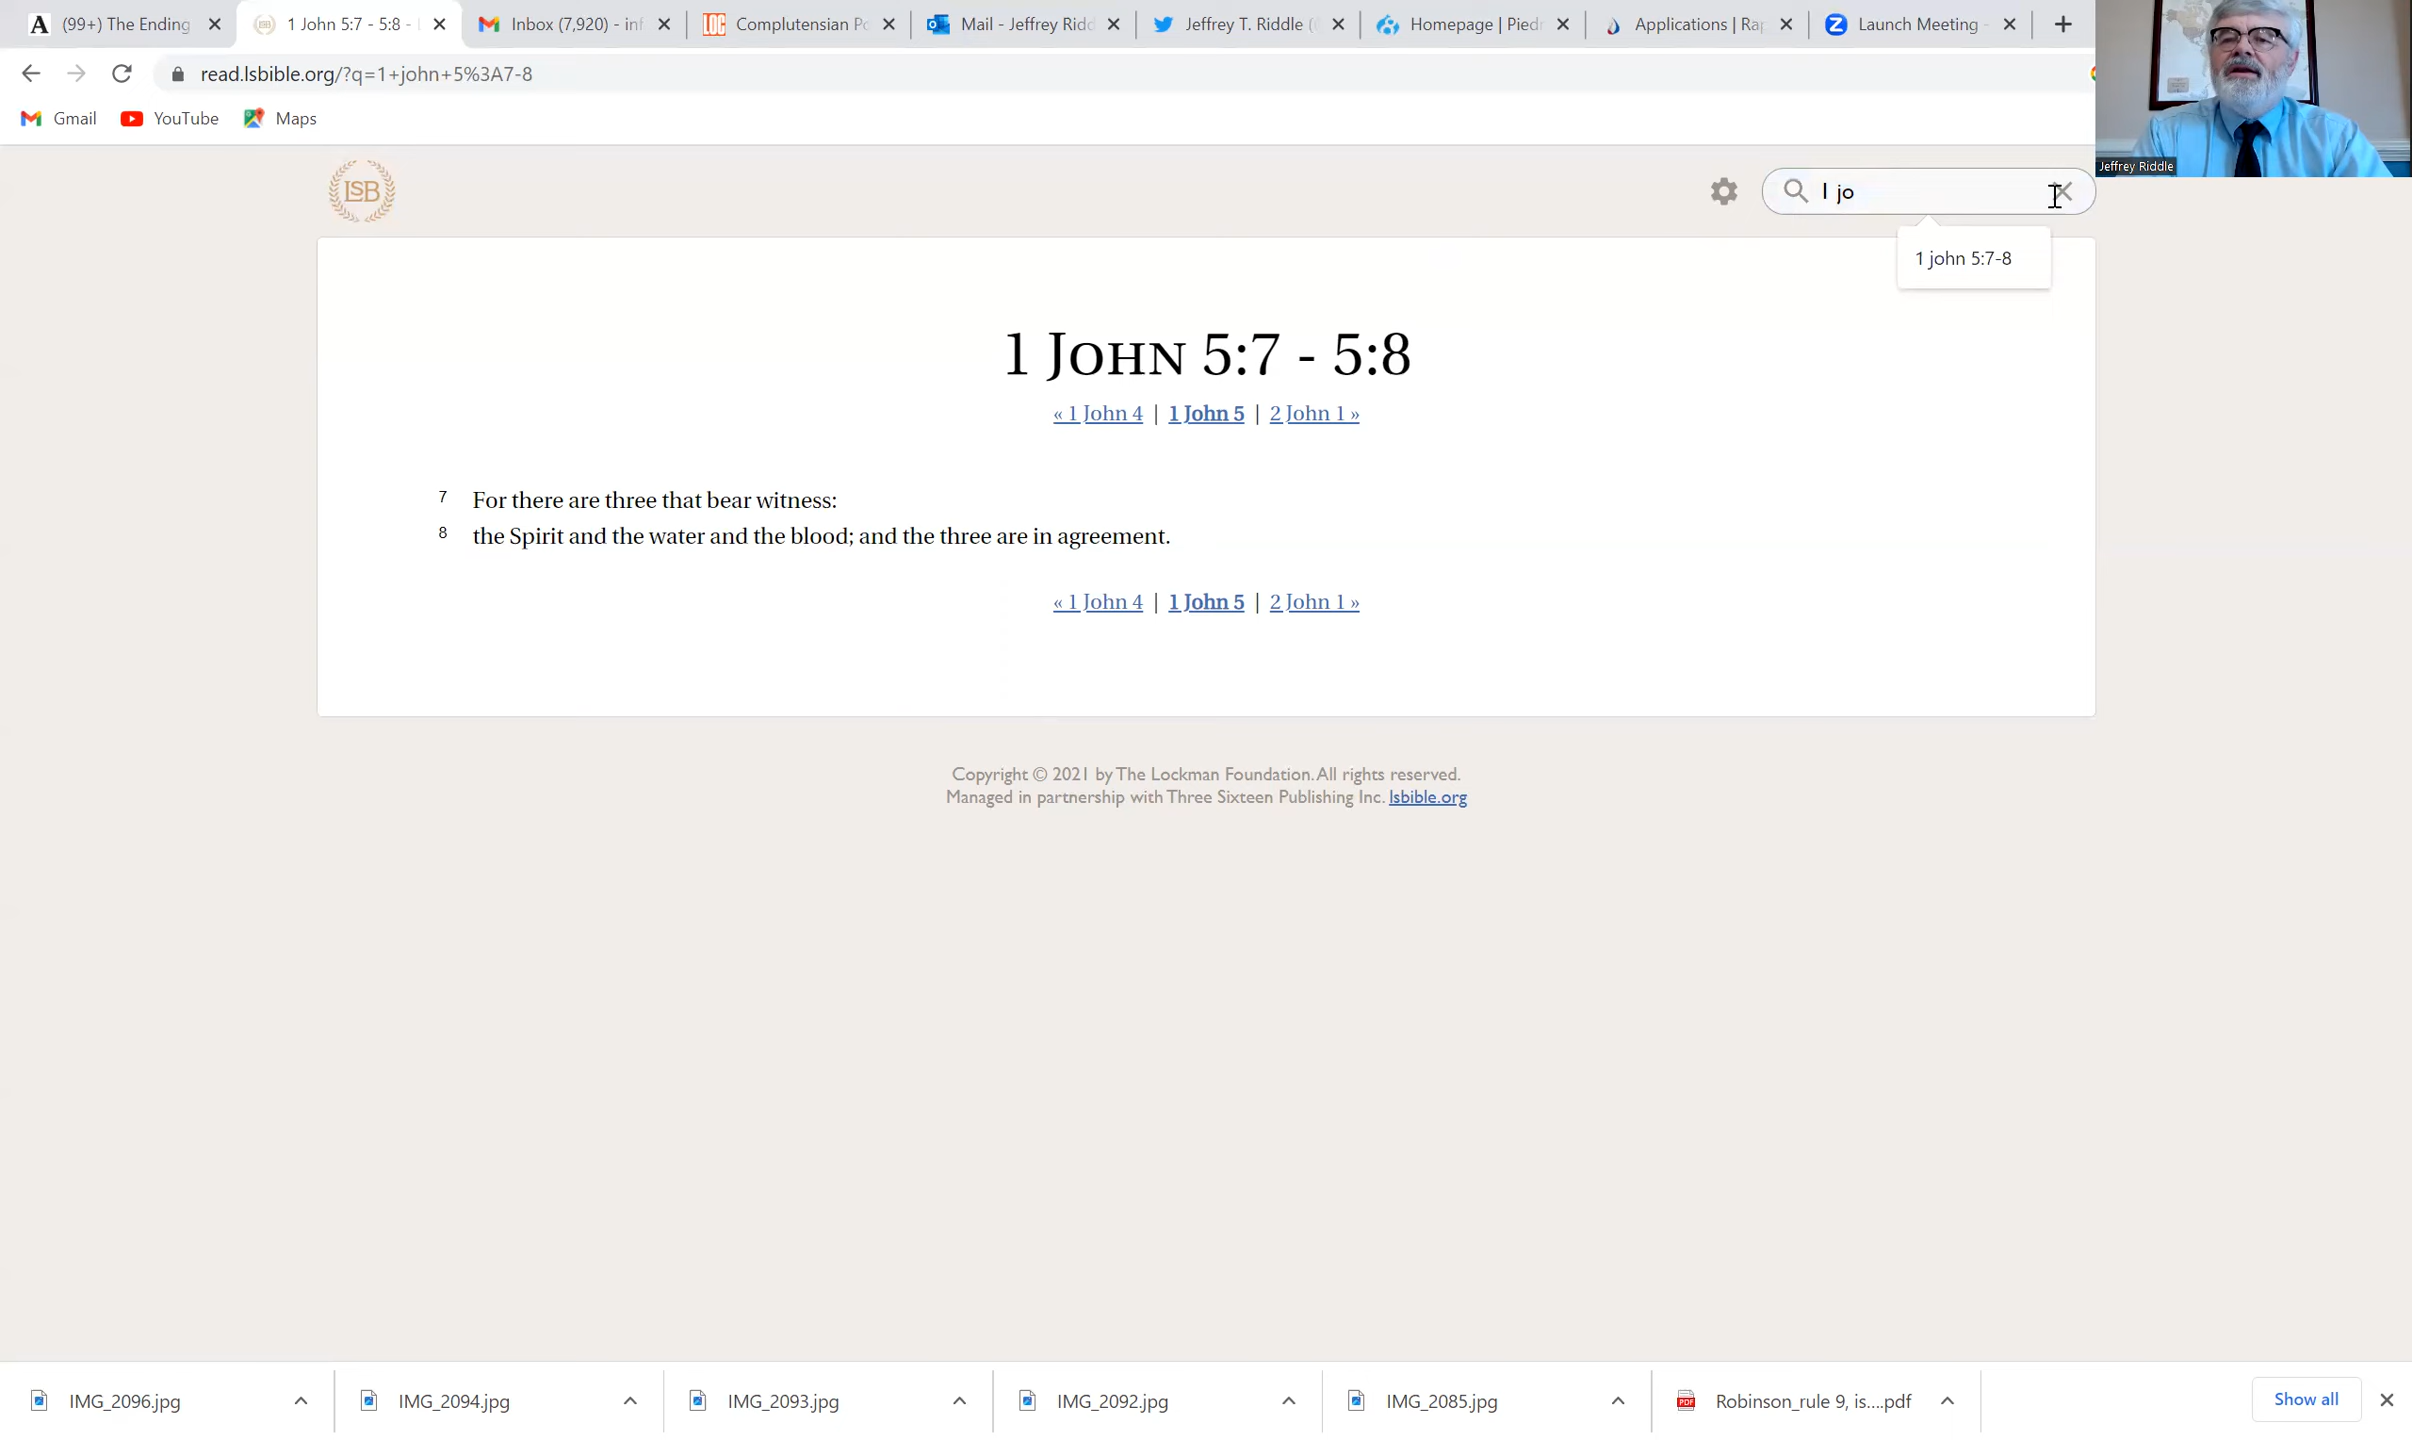 (99+) The Ending
1 John 5:7 - 5:8 -
Inbox (7,920) - inf
LOC Complutensian Po
Mail - Jeffrey Ridd
Jeffrey T. Riddle (
Homepage | Piedr
Applications | Rap
Launch Meeting -
read.lsbible.org/?q=1+john+5%3A7-8
Gmail
YouTube
Maps
Jeffrey Riddle
LSB
1 jo
1 john 5:7-8
1 JOHN 5:7 - 5:8
« 1 John 4 | 1 John 5 | 2 John 1 »
7 For there are three that bear witness:
8 the Spirit and the water and the blood; and the three are in agreement.
« 1 John 4 | 1 John 5 | 2 John 1 »
Copyright © 2021 by The Lockman Foundation. All rights reserved.
Managed in partnership with Three Sixteen Publishing Inc. lsbible.org
IMG_2096.jpg
IMG_2094.jpg
IMG_2093.jpg
IMG_2092.jpg
IMG_2085.jpg
PDF Robinson_rule 9, is....pdf
Show all